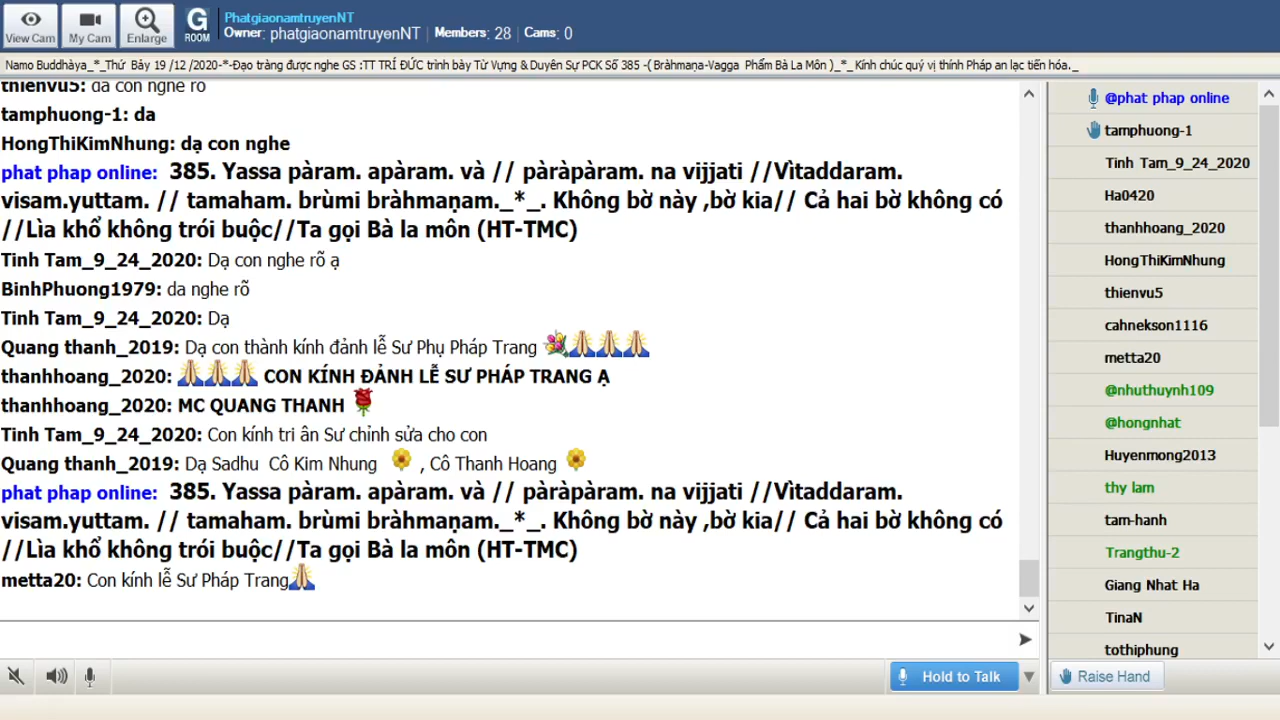 View Cam
My Cam
Enlarge
G
ROOM
PhatgiaonamtruyenNT
Owner: phatgiaonamtruyenNT | Members: 28 | Cams: 0
Namo Buddhàya_*_Thứ Bảy 19 /12 /2020-*-Đạo tràng được nghe GS :TT TRÍ ĐỨC trình bày Từ Vựng & Duyên Sự PCK Số 385 -( Bràhmaṇa-Vagga Phẩm Bà La Môn )_*_ Kính chúc quý vị thính Pháp an lạc tiến hóa._
thienvu5: dạ con nghe rõ
tamphuong-1: da
HongThiKimNhung: dạ con nghe
phat phap online: 385. Yassa pàram. apàram. và // pàràpàram. na vijjati //Vìtaddaram.
visam.yuttam. // tamaham. brùmi bràhmaṇam._*_. Không bờ này ,bờ kia// Cả hai bờ không có
//Lìa khổ không trói buộc//Ta gọi Bà la môn (HT-TMC)
Tinh Tam_9_24_2020: Dạ con nghe rõ ạ
BinhPhuong1979: da nghe rõ
Tinh Tam_9_24_2020: Dạ
Quang thanh_2019: Dạ con thành kính đảnh lễ Sư Phụ Pháp Trang
thanhhoang_2020: CON KÍNH ĐẢNH LỄ SƯ PHÁP TRANG Ạ
thanhhoang_2020: MC QUANG THANH
Tinh Tam_9_24_2020: Con kính tri ân Sư chỉnh sửa cho con
Quang thanh_2019: Dạ Sadhu Cô Kim Nhung , Cô Thanh Hoang
phat phap online: 385. Yassa pàram. apàram. và // pàràpàram. na vijjati //Vìtaddaram.
visam.yuttam. // tamaham. brùmi bràhmaṇam._*_. Không bờ này ,bờ kia// Cả hai bờ không có
//Lìa khổ không trói buộc//Ta gọi Bà la môn (HT-TMC)
metta20: Con kính lễ Sư Pháp Trang
Hold to Talk
@phat phap online
tamphuong-1
Tinh Tam_9_24_2020
Ha0420
thanhhoang_2020
HongThiKimNhung
thienvu5
cahnekson1116
metta20
@nhuthuynh109
@hongnhat
Huyenmong2013
thy lam
tam-hanh
Trangthu-2
Giang Nhat Ha
TinaN
tothiphung
Raise Hand